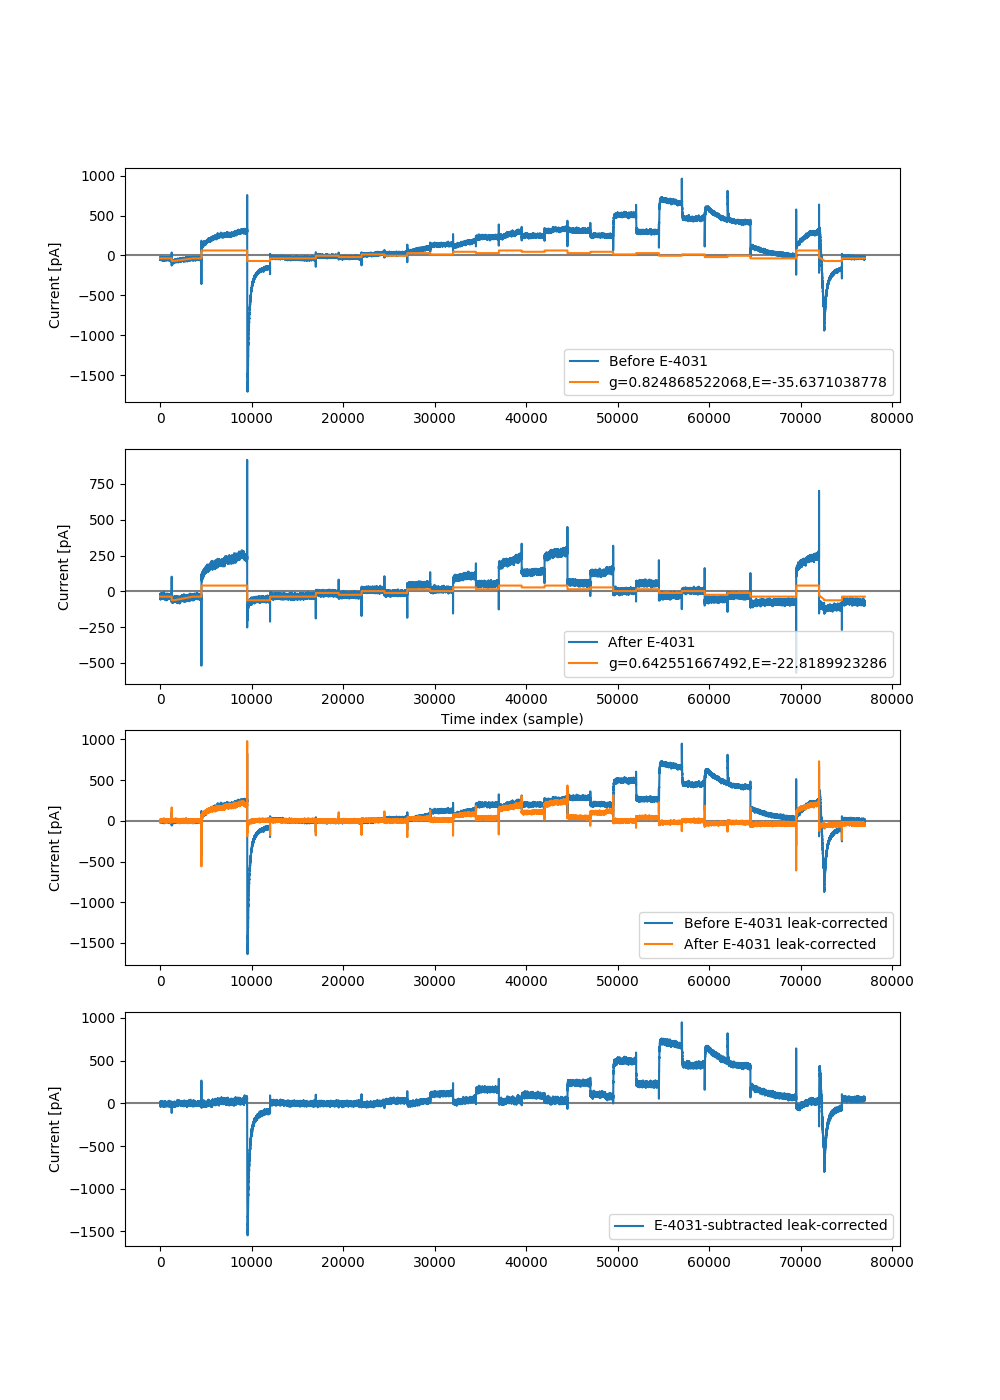 1000
500
0
−500
−1000
−1500
Current [pA]
Before E-4031
g=0.824868522068,E=-35.6371038778
0 10000 20000 30000 40000 50000 60000 70000 80000
750
500
250
0
−250
−500
Current [pA]
After E-4031
g=0.642551667492,E=-22.8189923286
0 10000 20000 30000 40000 50000 60000 70000 80000
Time index (sample)
1000
500
0
−500
−1000
−1500
Current [pA]
Before E-4031 leak-corrected
After E-4031 leak-corrected
0 10000 20000 30000 40000 50000 60000 70000 80000
1000
500
0
−500
−1000
−1500
Current [pA]
E-4031-subtracted leak-corrected
0 10000 20000 30000 40000 50000 60000 70000 80000